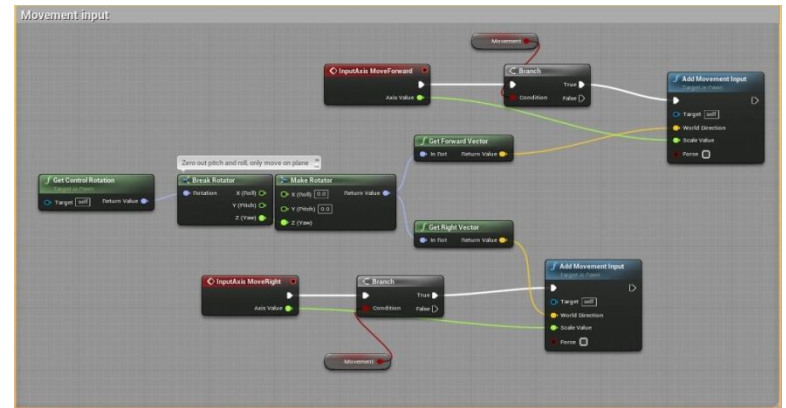 Movement input
Movement
InputAxis MoveForward
Axis Value
Branch
True
Condition
False
Add Movement Input
Target is Pawn
Target self
World Direction
Scale Value
Force
Get Forward Vector
In Rot
Return Value
Zero out pitch and roll, only move on plane
Get Control Rotation
Target is Pawn
Target self
Return Value
Break Rotator
Rotation
X (Roll)
Y (Pitch)
Z (Yaw)
Make Rotator
X (Roll) 0.0
Return Value
Y (Pitch) 0.0
Z (Yaw)
Get Right Vector
In Rot
Return Value
InputAxis MoveRight
Axis Value
Branch
True
Condition
False
Add Movement Input
Target is Pawn
Target self
World Direction
Scale Value
Force
Movement